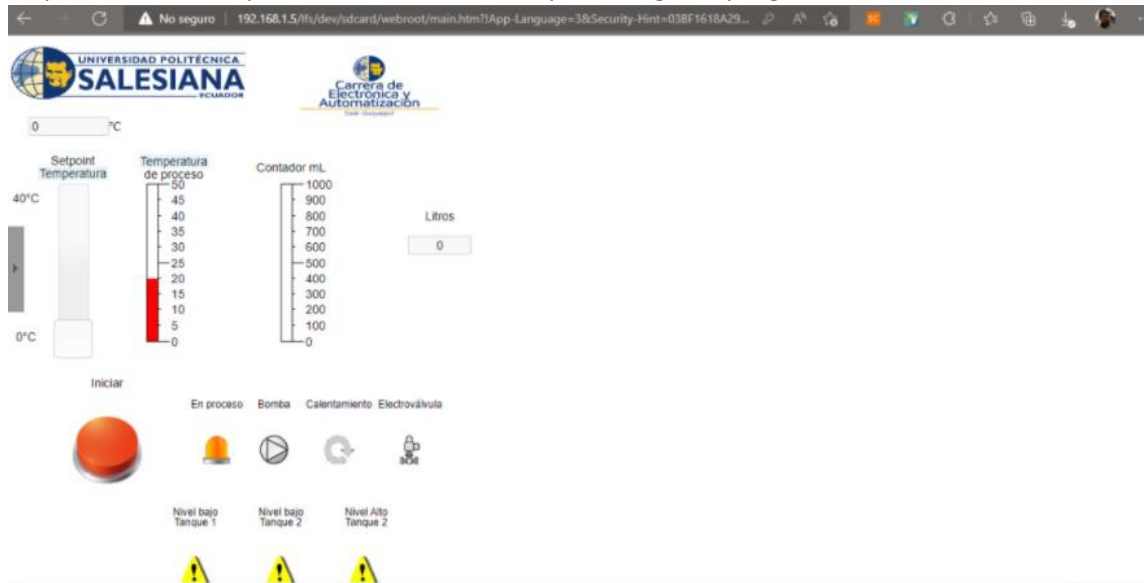 No seguro 192.168.1.5/lfs/dev/sdcard/webroot/main.htm?!App-Language=3&Security-Hint=038F1618A29...
UNIVERSIDAD POLITÉCNICA
SALESIANA
ECUADOR
Carrera de
Electrónica y
Automatización
0 °C
Setpoint
Temperatura
40°C
0°C
Temperatura
de proceso
50
45
40
35
30
25
20
15
10
5
0
Contador mL
1000
900
800
700
600
500
400
300
200
100
0
Litros
0
Iniciar
En proceso Bomba Calentamiento Electroválvula
Nivel bajo
Tanque 1
Nivel bajo
Tanque 2
Nivel Alto
Tanque 2